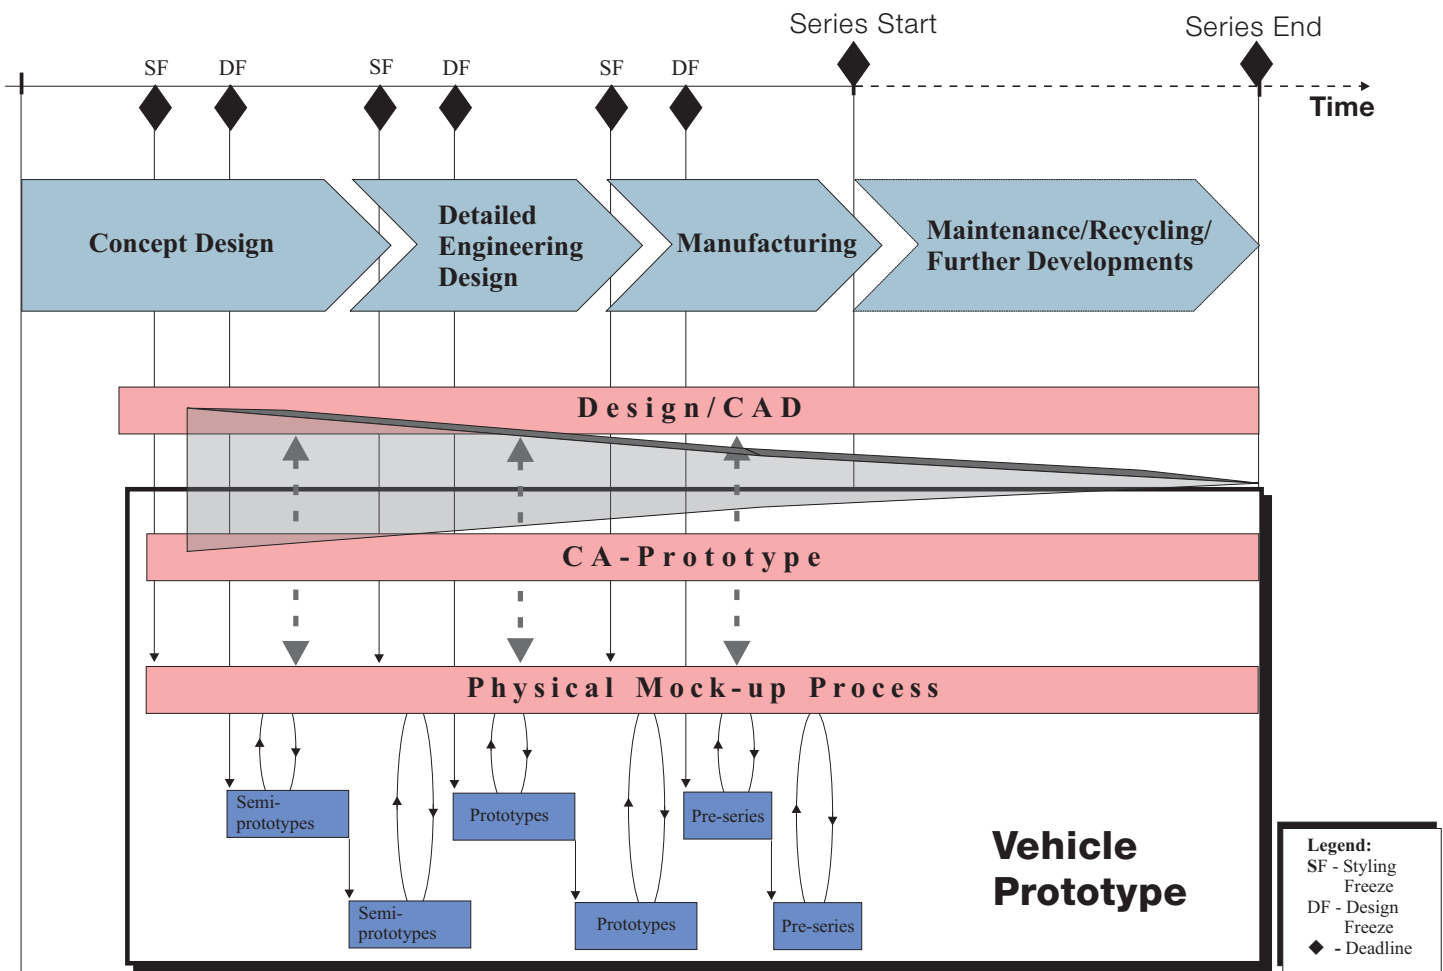 Series Start
Series End
SF
DF
SF
DF
SF
DF
Time
Concept Design
Detailed
Engineering
Design
Manufacturing
Maintenance/Recycling/
Further Developments
Design/CAD
CA-Prototype
Physical Mock-up Process
Semi-
prototypes
Prototypes
Pre-series
Semi-
prototypes
Prototypes
Pre-series
Vehicle
Prototype
Legend:
SF - Styling
Freeze
DF - Design
Freeze
- Deadline